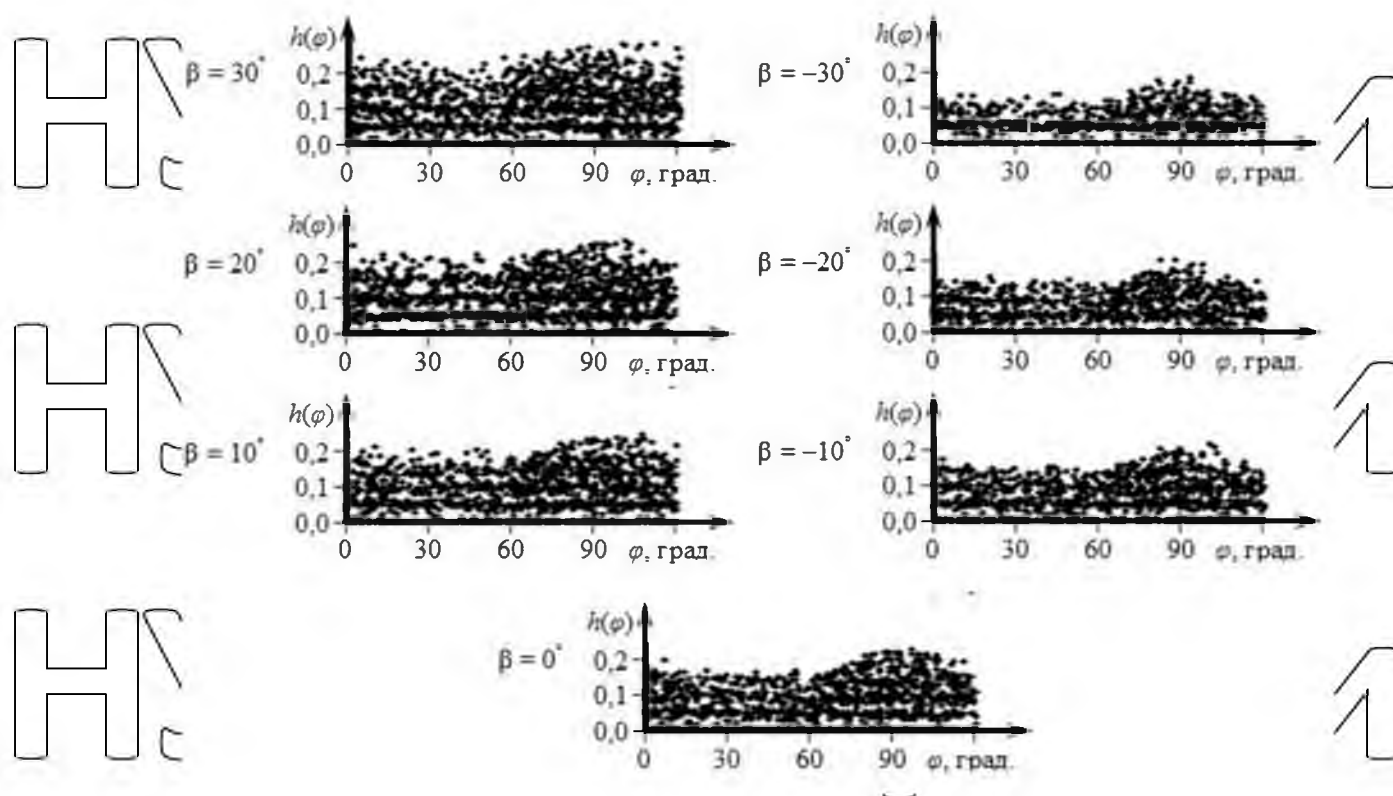 h(φ)
β = 30°
0,2
0,1
0,0
0 30 60 90 φ, град.
h(φ)
β = −30°
0,2
0,1
0,0
0 30 60 90 φ, град.
h(φ)
β = 20°
0,2
0,1
0,0
0 30 60 90 φ, град.
h(φ)
β = −20°
0,2
0,1
0,0
0 30 60 90 φ, град.
h(φ)
β = 10°
0,2
0,1
0,0
0 30 60 90 φ, град.
h(φ)
β = −10°
0,2
0,1
0,0
0 30 60 90 φ, град.
h(φ)
β = 0°
0,2
0,1
0,0
0 30 60 90 φ, град.